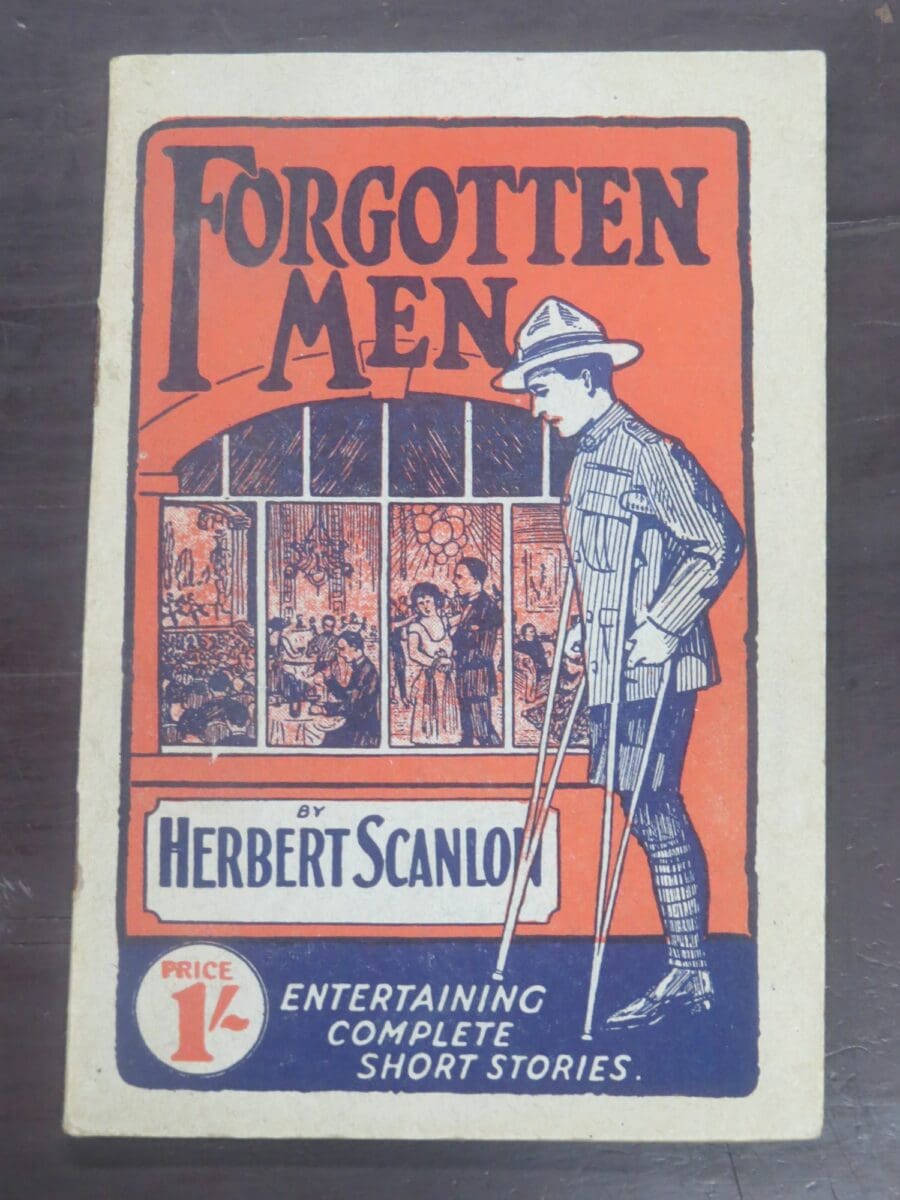 FORGOTTEN
MEN
BY
HERBERT SCANLON
PRICE
1/-
ENTERTAINING
COMPLETE
SHORT STORIES.